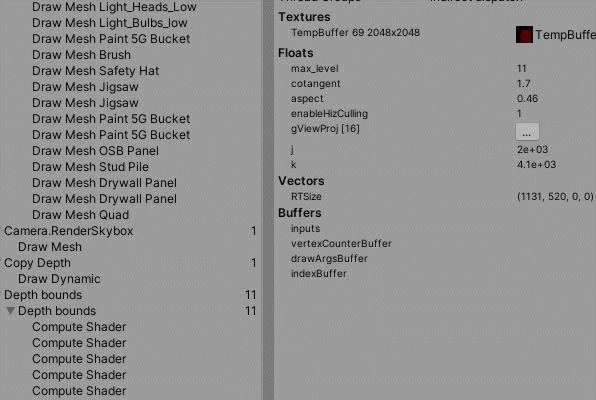 Draw Mesh Light_Heads_Low
Draw Mesh Light_Bulbs_low
Draw Mesh Paint 5G Bucket
Draw Mesh Brush
Draw Mesh Safety Hat
Draw Mesh Jigsaw
Draw Mesh Jigsaw
Draw Mesh Paint 5G Bucket
Draw Mesh Paint 5G Bucket
Draw Mesh OSB Panel
Draw Mesh Stud Pile
Draw Mesh Drywall Panel
Draw Mesh Drywall Panel
Draw Mesh Quad
Camera.RenderSkybox 1
Draw Mesh
Copy Depth 1
Draw Dynamic
Depth bounds 11
Depth bounds 11
Compute Shader
Compute Shader
Compute Shader
Compute Shader
Compute Shader
Textures
TempBuffer 69 2048x2048 TempBuffe
Floats
max_level 11
cotangent 1.7
aspect 0.46
enableHizCulling 1
gViewProj [16] ...
j 2e+03
k 4.1e+03
Vectors
RTSize (1131, 520, 0, 0)
Buffers
inputs
vertexCounterBuffer
drawArgsBuffer
indexBuffer